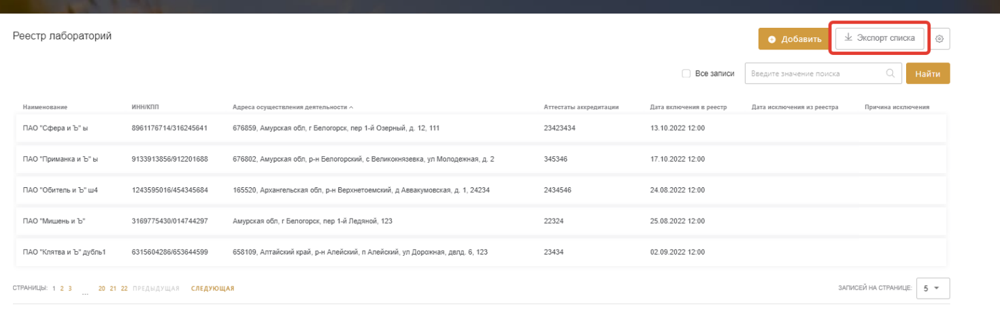 Реестр лабораторий
Добавить Экспорт списка
Все записи Введите значение поиска Найти
Наименование ИНН/КПП Адреса осуществления деятельности Аттестаты аккредитации Дата включения в реестр Дата исключения из реестра Причина исключения
ПАО "Сфера и Ъ" ы 8961176714/316245641 676859, Амурская обл, г Белогорск, пер 1-й Озерный, д. 12, 111 23423434 13.10.2022 12:00
ПАО "Приманка и Ъ" ы 9133913856/912201688 676802, Амурская обл, р-н Белогорский, с Великокнязевка, ул Молодежная, д. 2 345346 17.10.2022 12:00
ПАО "Обитель и Ъ" ш4 1243595016/454345684 165520, Архангельская обл, р-н Верхнетоемский, д Аввакумовская, д. 1, 24234 2434546 24.08.2022 12:00
ПАО "Мишень и Ъ" 3169775430/014744297 Амурская обл, г Белогорск, пер 1-й Ледяной, 123 22324 25.08.2022 12:00
ПАО "Клятва и Ъ" дубль1 6315604286/653644599 658109, Алтайский край, р-н Алейский, п Алейский, ул Дорожная, двлд. 6, 123 23434 02.09.2022 12:00
СТРАНИЦЫ: 1 2 3 ... 20 21 22 ПРЕДЫДУЩАЯ СЛЕДУЮЩАЯ ЗАПИСЕЙ НА СТРАНИЦЕ: 5